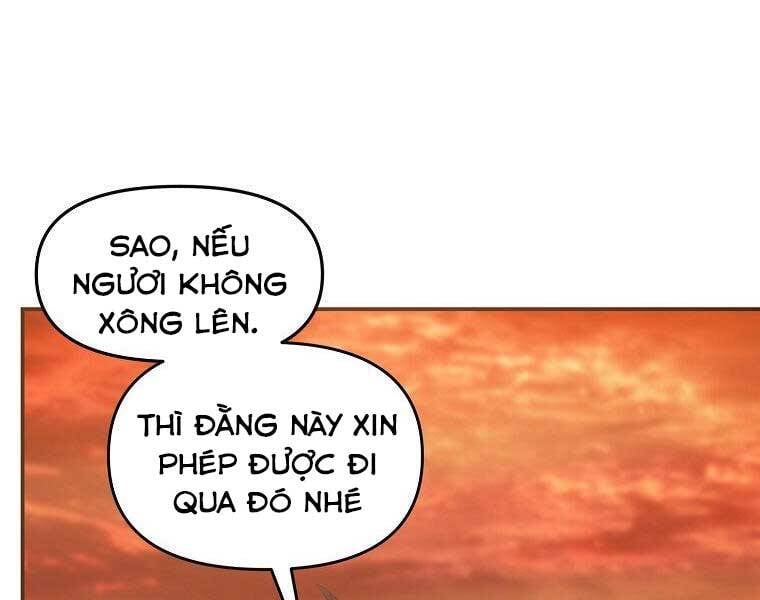 SAO, NẾU
NGƯƠI KHÔNG
XÔNG LÊN.
THÌ ĐẰNG NÀY XIN
PHÉP ĐƯỢC ĐI
QUA ĐÓ NHÉ